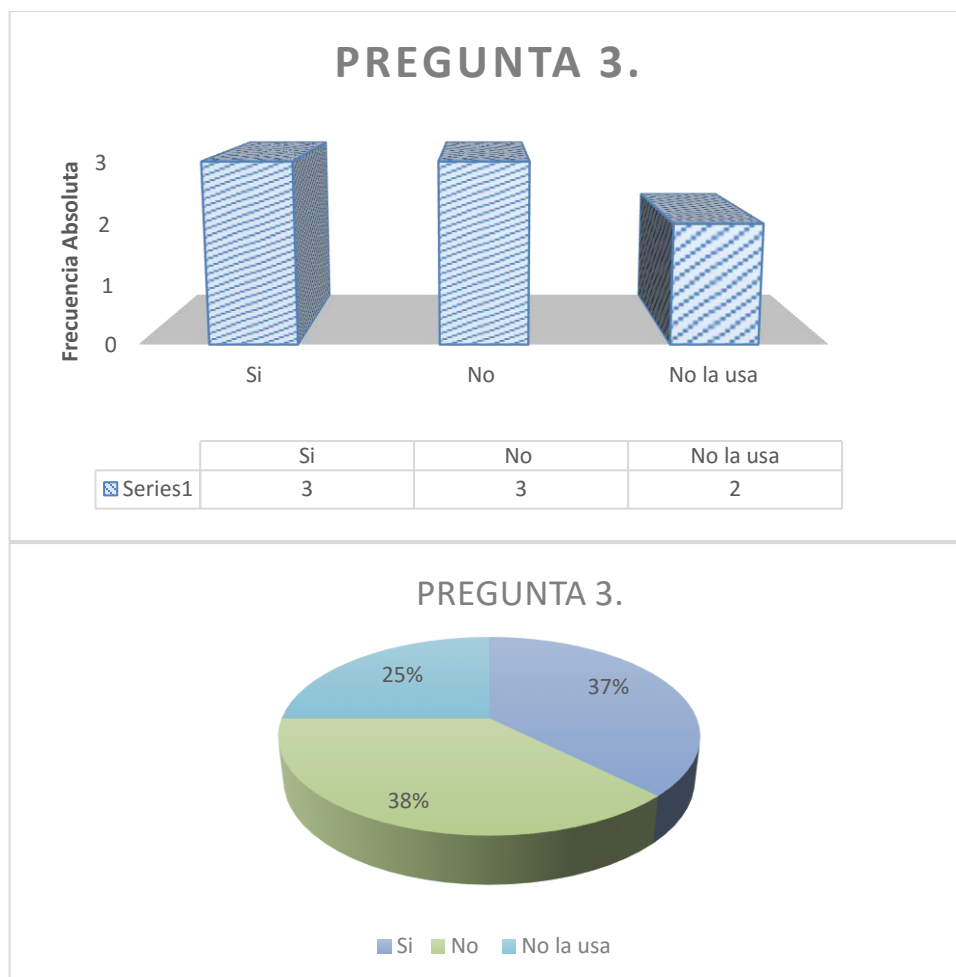 PREGUNTA 3.
Frecuencia Absoluta
3
2
1
0
Si No No la usa
Si No No la usa
Series1 3 3 2
PREGUNTA 3.
25%
37%
38%
Si No No la usa